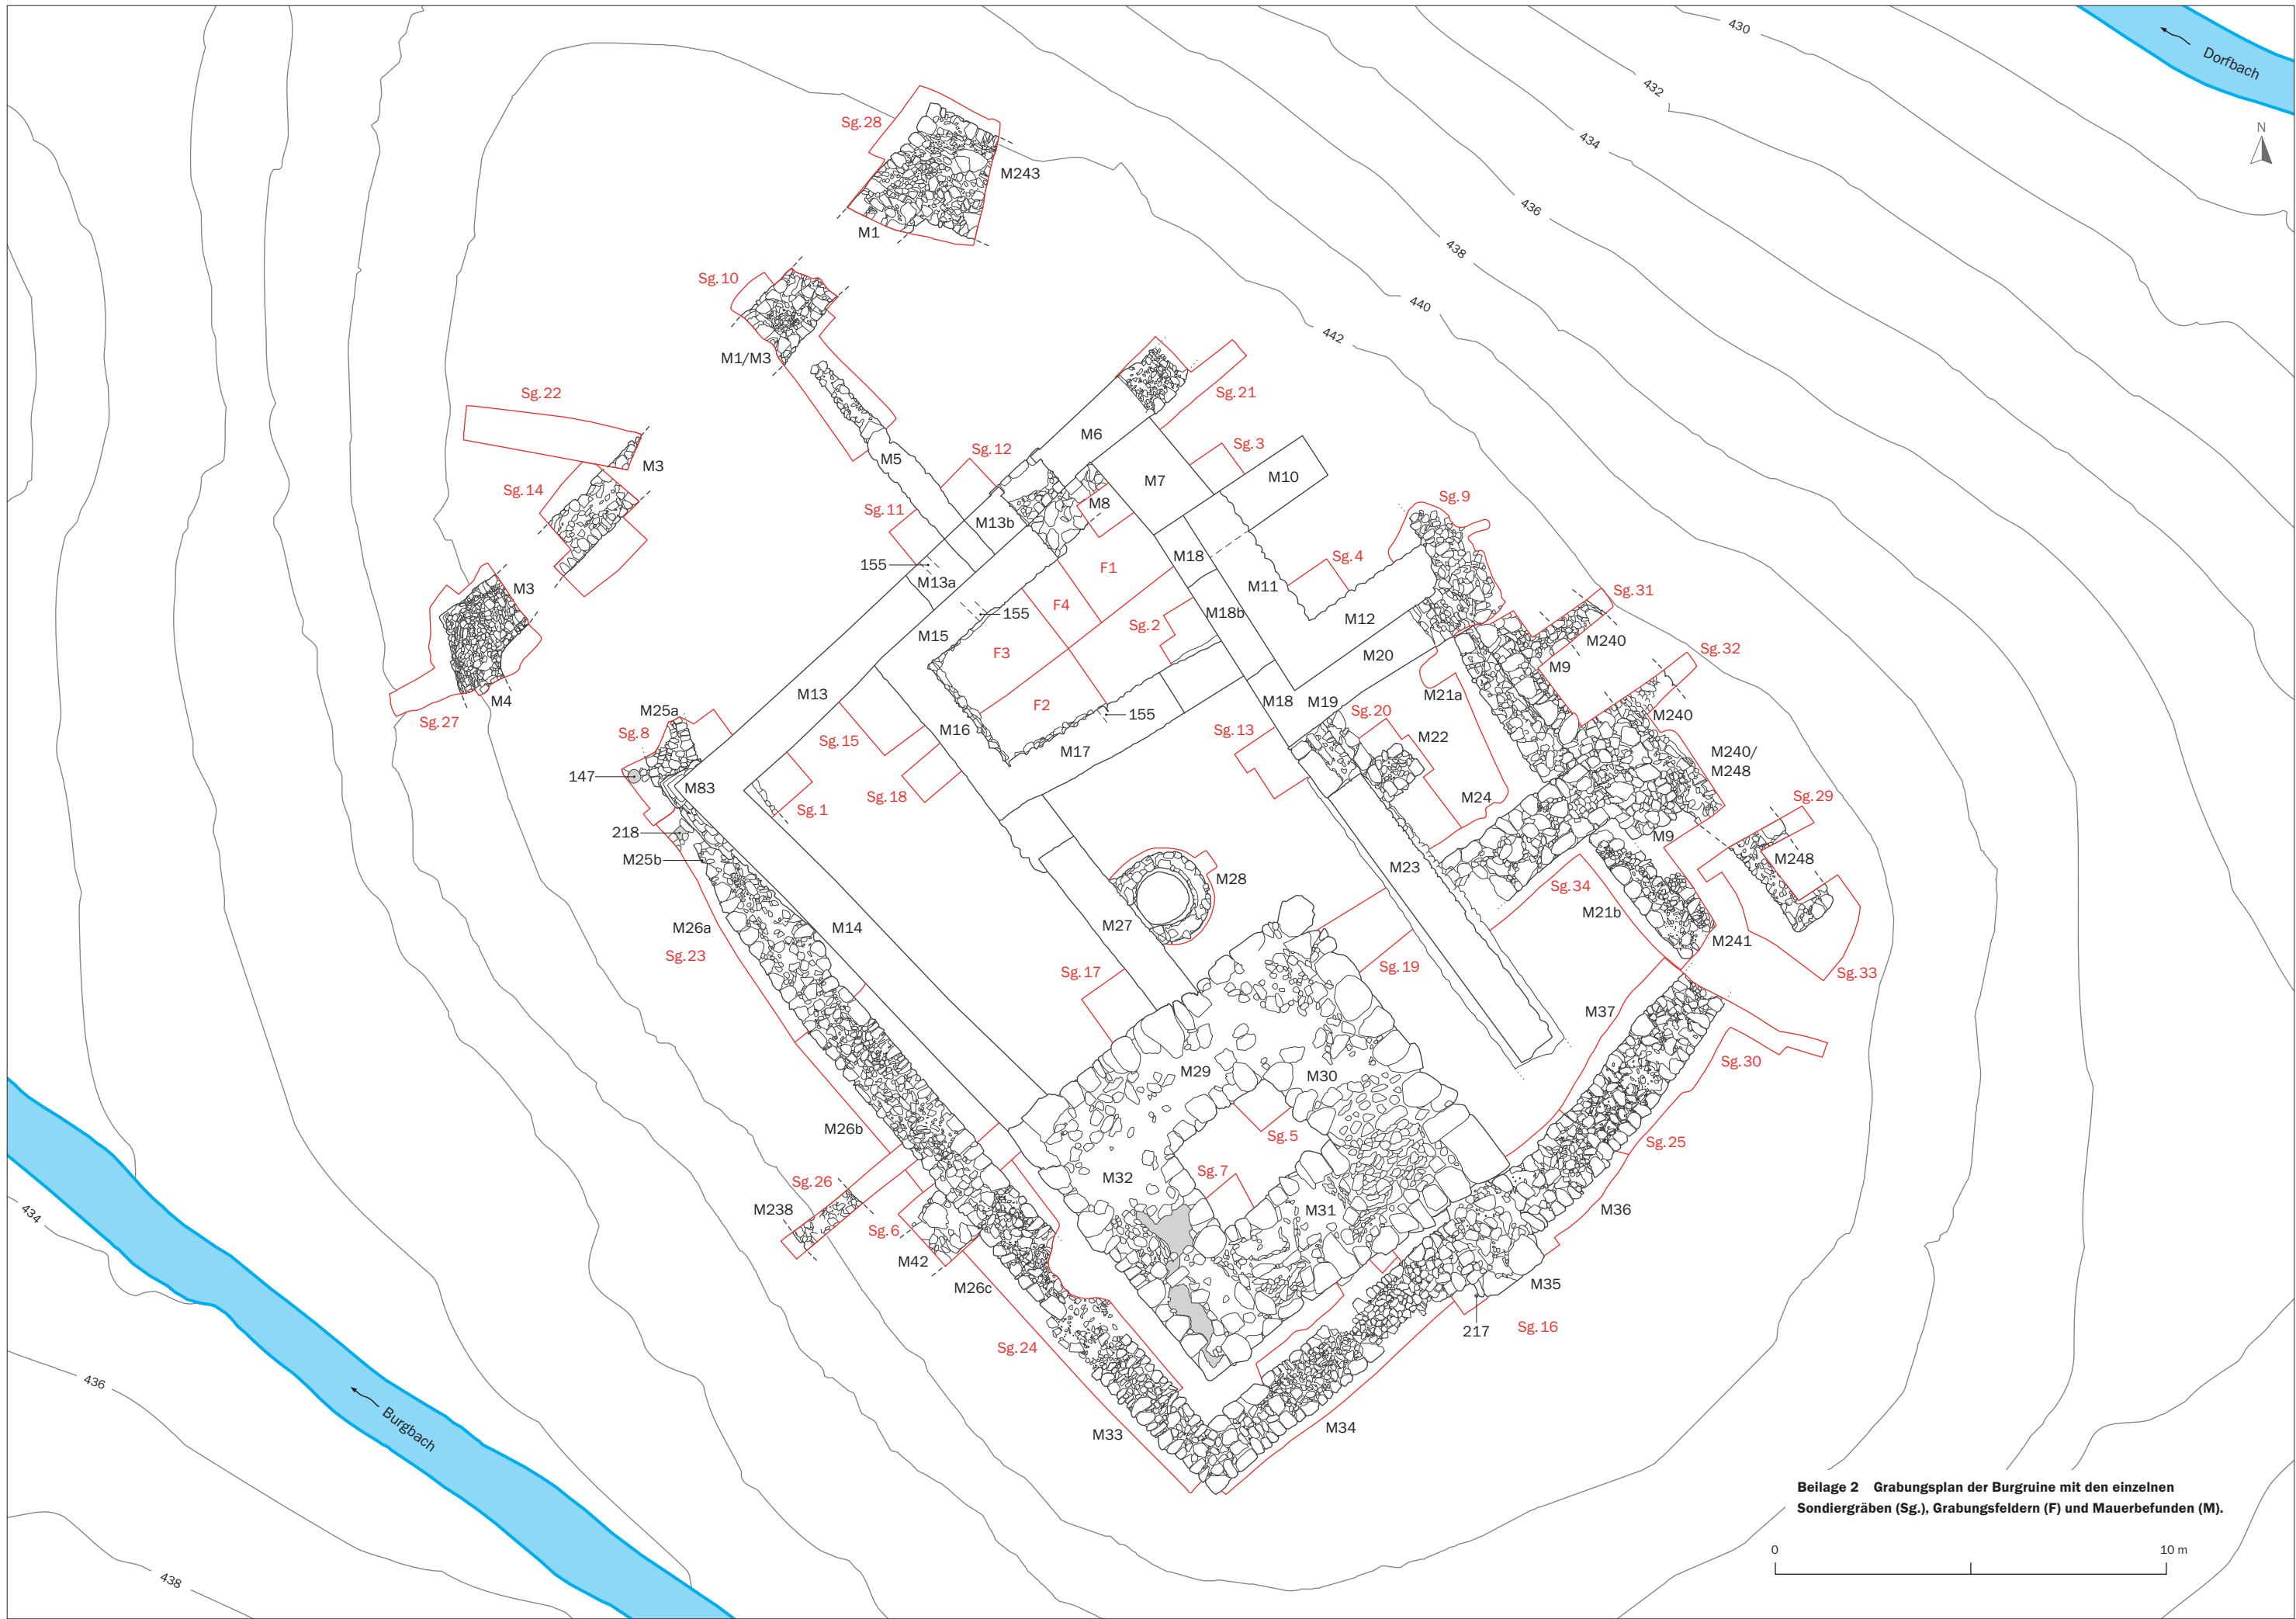 430
Dorfbach
432
N
434
Sg. 28
M243
436
M1
438
Sg. 10
440
442
M1/M3
Sg. 22
Sg. 21
M6
Sg. 12
Sg. 3
M5
M3
M7
M10
Sg. 14
Sg. 9
M8
Sg. 11
M13b
M18
Sg. 4
155
F1
M13a
M11
M3
Sg. 31
F4
155
M18b
M12
Sg. 2
M15
M240
F3
Sg. 32
M20
M9
M13
M21a
M4
M18
M19
F2
155
M25a
Sg. 20
M240
Sg. 27
Sg. 8
M16
Sg. 13
M22
Sg. 15
M17
M240/
M248
147
M83
Sg. 18
M24
Sg. 29
Sg. 1
218
M9
M25b
M248
M23
M28
Sg. 34
M21b
M26a
M14
M27
M241
Sg. 23
Sg. 19
Sg. 17
Sg. 33
M37
Sg. 30
M29
M30
M26b
Sg. 5
Sg. 25
Sg. 7
M32
Sg. 26
M238
M31
M36
434
Sg. 6
M42
M26c
M35
217
Sg. 16
Sg. 24
436
Burgbach
M33
M34
438
Beilage 2 Grabungsplan der Burgruine mit den einzelnen
Sondiergräben (Sg.), Grabungsfeldern (F) und Mauerbefunden (M).
0 10 m